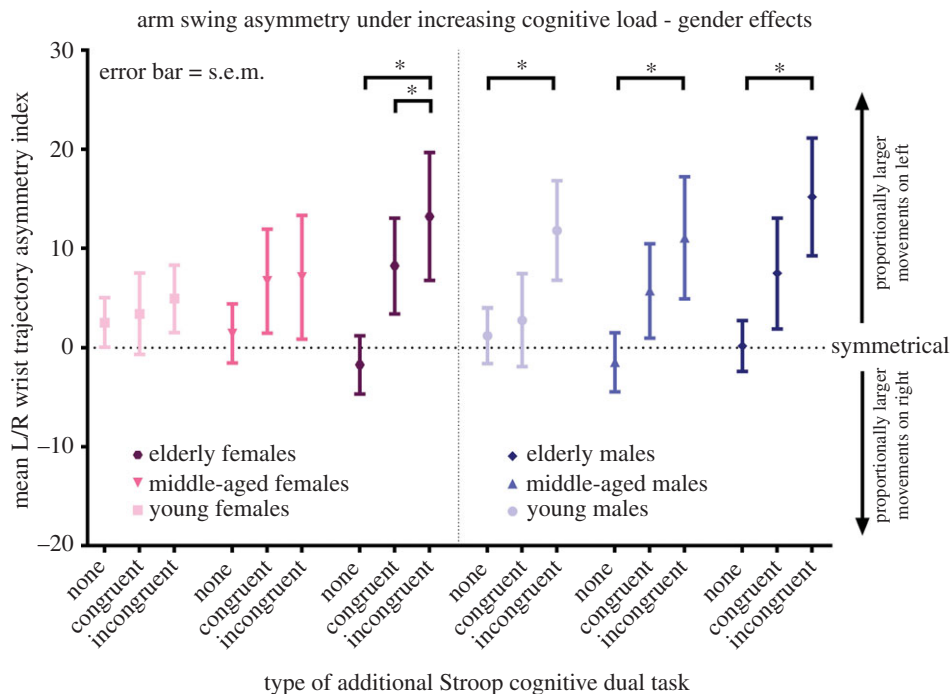 arm swing asymmetry under increasing cognitive load - gender effects
mean L/R wrist trajectory asymmetry index
30
20
10
0
–10
–20
error bar = s.e.m.
*
*
*
*
*
elderly females
middle-aged females
young females
elderly males
middle-aged males
young males
proportionally larger
movements on left
symmetrical
proportionally larger
movements on right
none
congruent
incongruent
none
congruent
incongruent
none
congruent
incongruent
none
congruent
incongruent
none
congruent
incongruent
none
congruent
incongruent
type of additional Stroop cognitive dual task